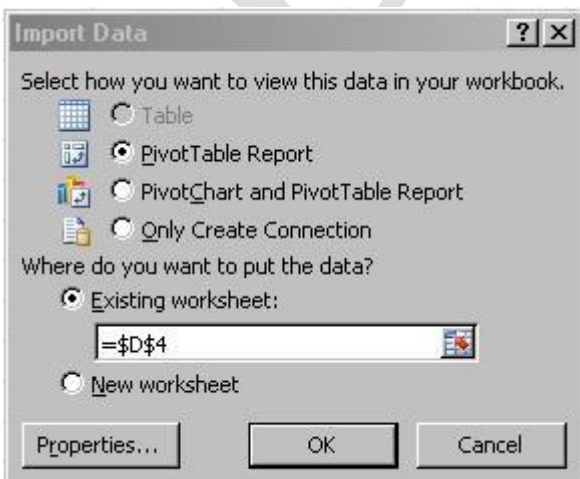 Import Data
Select how you want to view this data in your workbook.
Table
PivotTable Report
PivotChart and PivotTable Report
Only Create Connection
Where do you want to put the data?
Existing worksheet:
=$D$4
New worksheet
Properties... OK Cancel